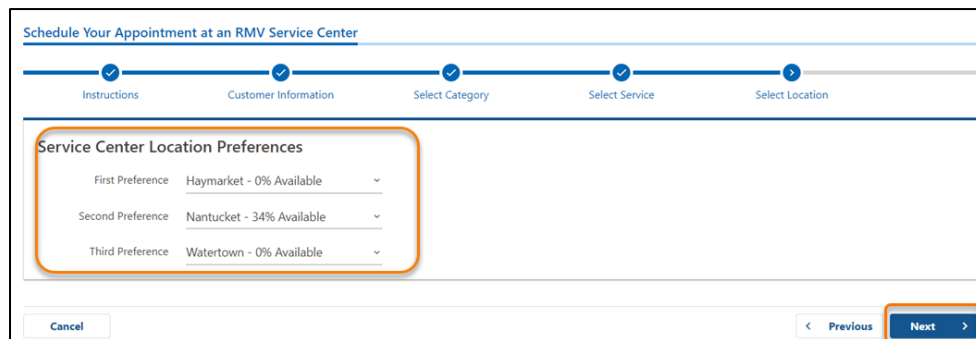 Schedule Your Appointment at an RMV Service Center
Instructions
Customer Information
Select Category
Select Service
Select Location
Service Center Location Preferences
First Preference Haymarket - 0% Available
Second Preference Nantucket - 34% Available
Third Preference Watertown - 0% Available
Cancel
Previous
Next